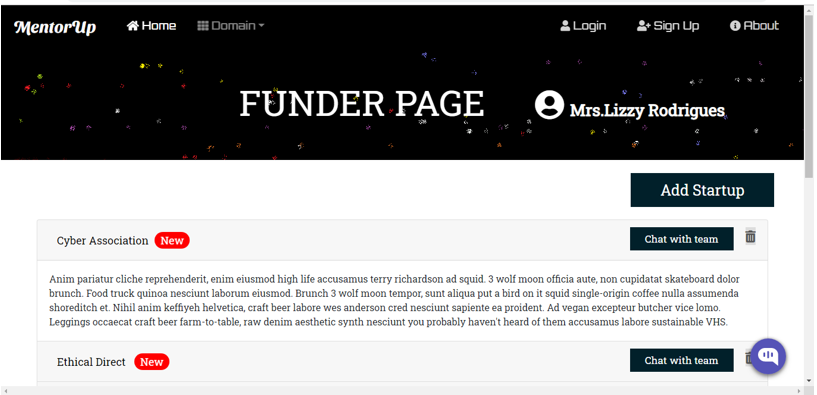 MentorUp Home Domain Login Sign Up About
FUNDER PAGE
Mrs.Lizzy Rodrigues
Add Startup
Cyber Association New Chat with team
Anim pariatur cliche reprehenderit, enim eiusmod high life accusamus terry richardson ad squid. 3 wolf moon officia aute, non cupidatat skateboard dolor
brunch. Food truck quinoa nesciunt laborum eiusmod. Brunch 3 wolf moon tempor, sunt aliqua put a bird on it squid single-origin coffee nulla assumenda
shoreditch et. Nihil anim keffiyeh helvetica, craft beer labore wes anderson cred nesciunt sapiente ea proident. Ad vegan excepteur butcher vice lomo.
Leggings occaecat craft beer farm-to-table, raw denim aesthetic synth nesciunt you probably haven't heard of them accusamus labore sustainable VHS.
Ethical Direct New Chat with team